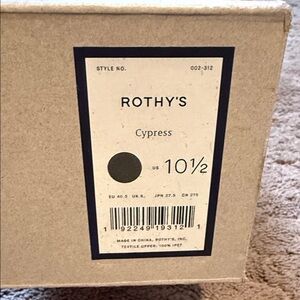 STYLE NO. 002-312
ROTHY'S
Cypress
US 10½
EU 40.5 US 8. JPN 27.5 CN 275
1 92249 19312 1
MADE IN CHINA, ROTHY'S, INC.
TEXTILE UPPER: 100% rPET